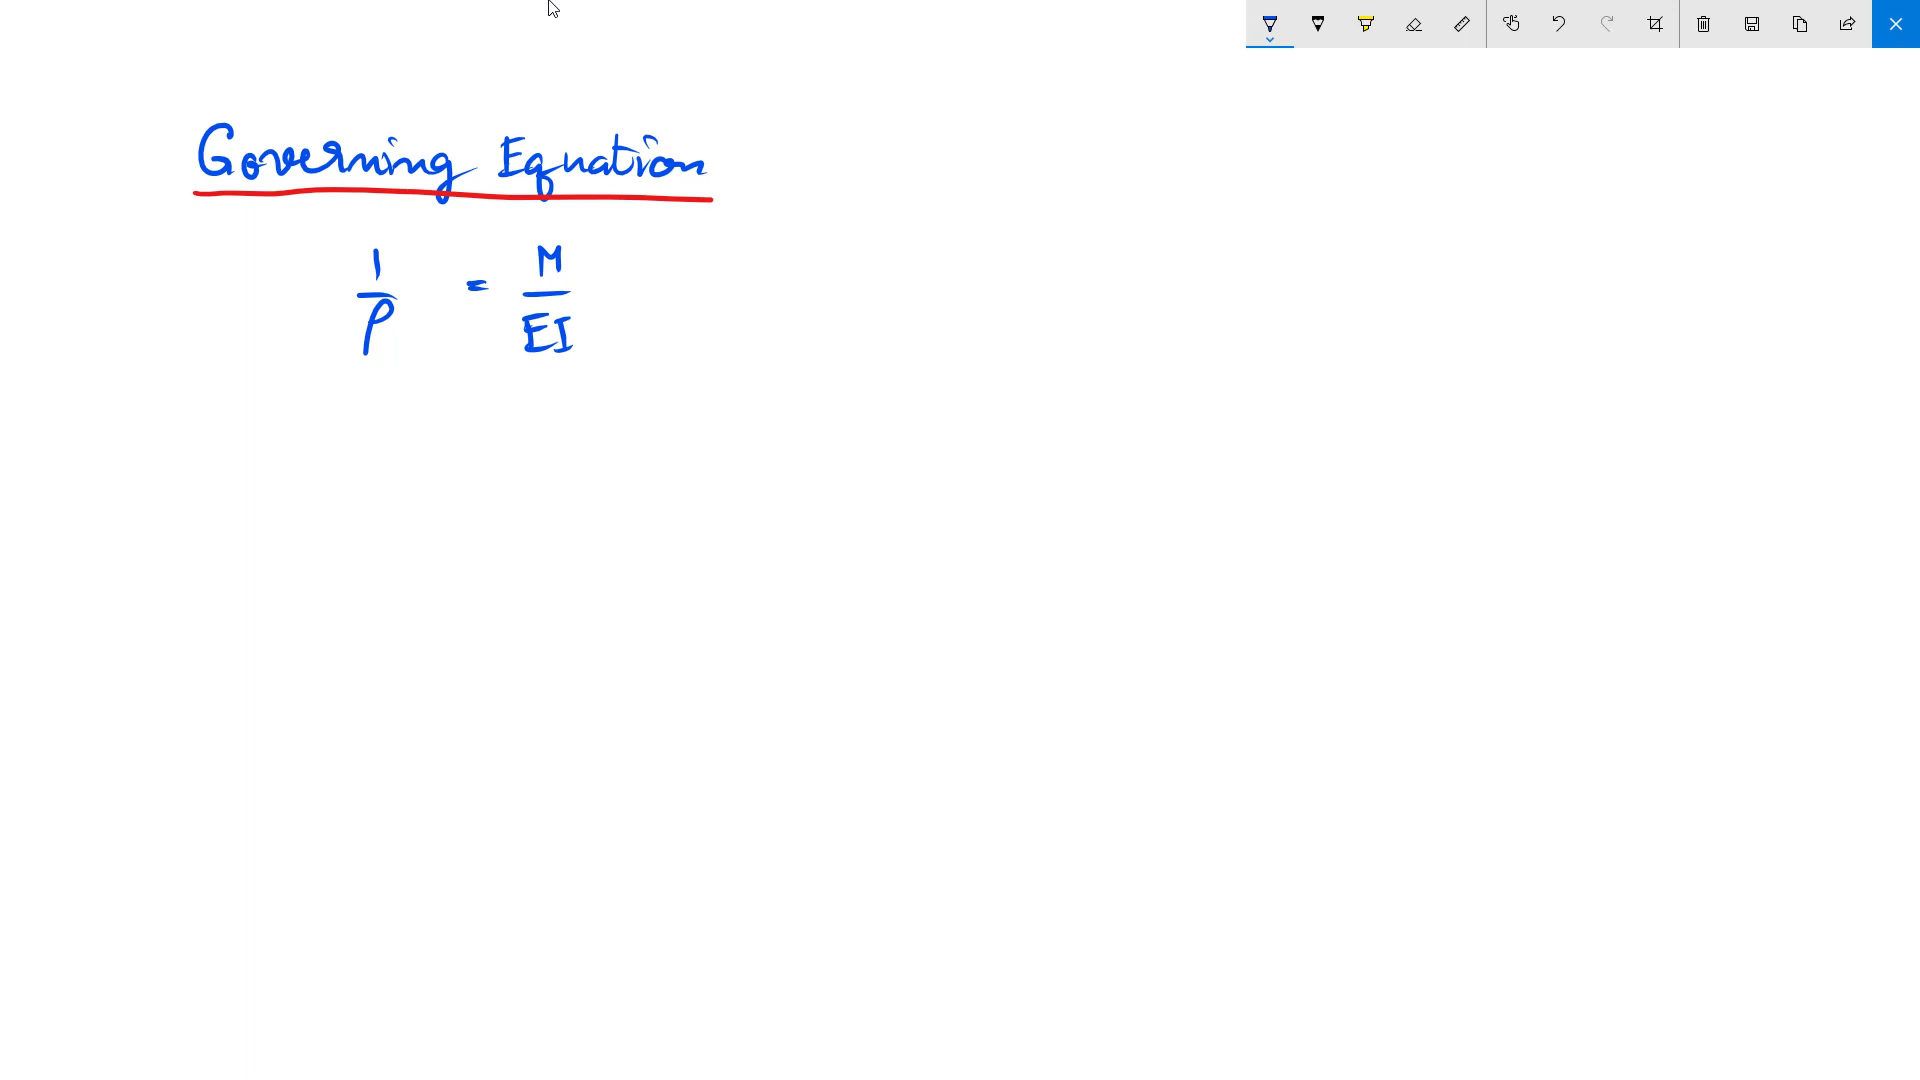 Governing Equation
1/ρ = M/EI